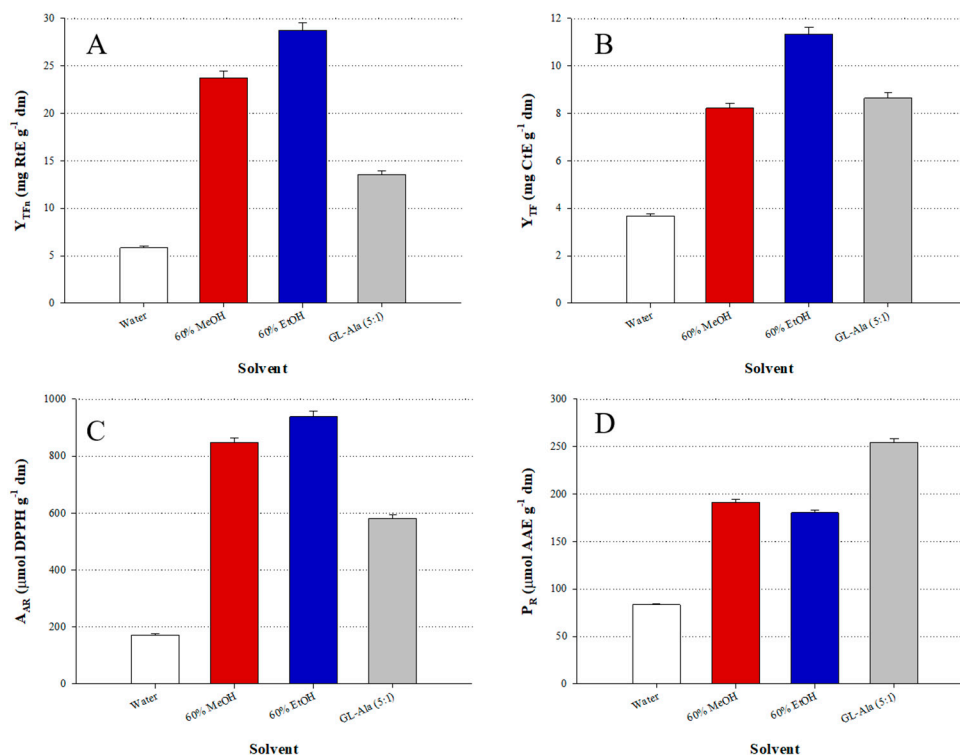 A
Y_TFn (mg RtE g⁻¹ dm)
30
25
20
15
10
5
0
Water
60% MeOH
60% EtOH
GL-Ala (5:1)
Solvent
B
Y_TF (mg CtE g⁻¹ dm)
12
10
8
6
4
2
0
Water
60% MeOH
60% EtOH
GL-Ala (5:1)
Solvent
C
A_AR (μmol DPPH g⁻¹ dm)
1000
800
600
400
200
0
Water
60% MeOH
60% EtOH
GL-Ala (5:1)
Solvent
D
P_R (μmol AAE g⁻¹ dm)
300
250
200
150
100
50
0
Water
60% MeOH
60% EtOH
GL-Ala (5:1)
Solvent